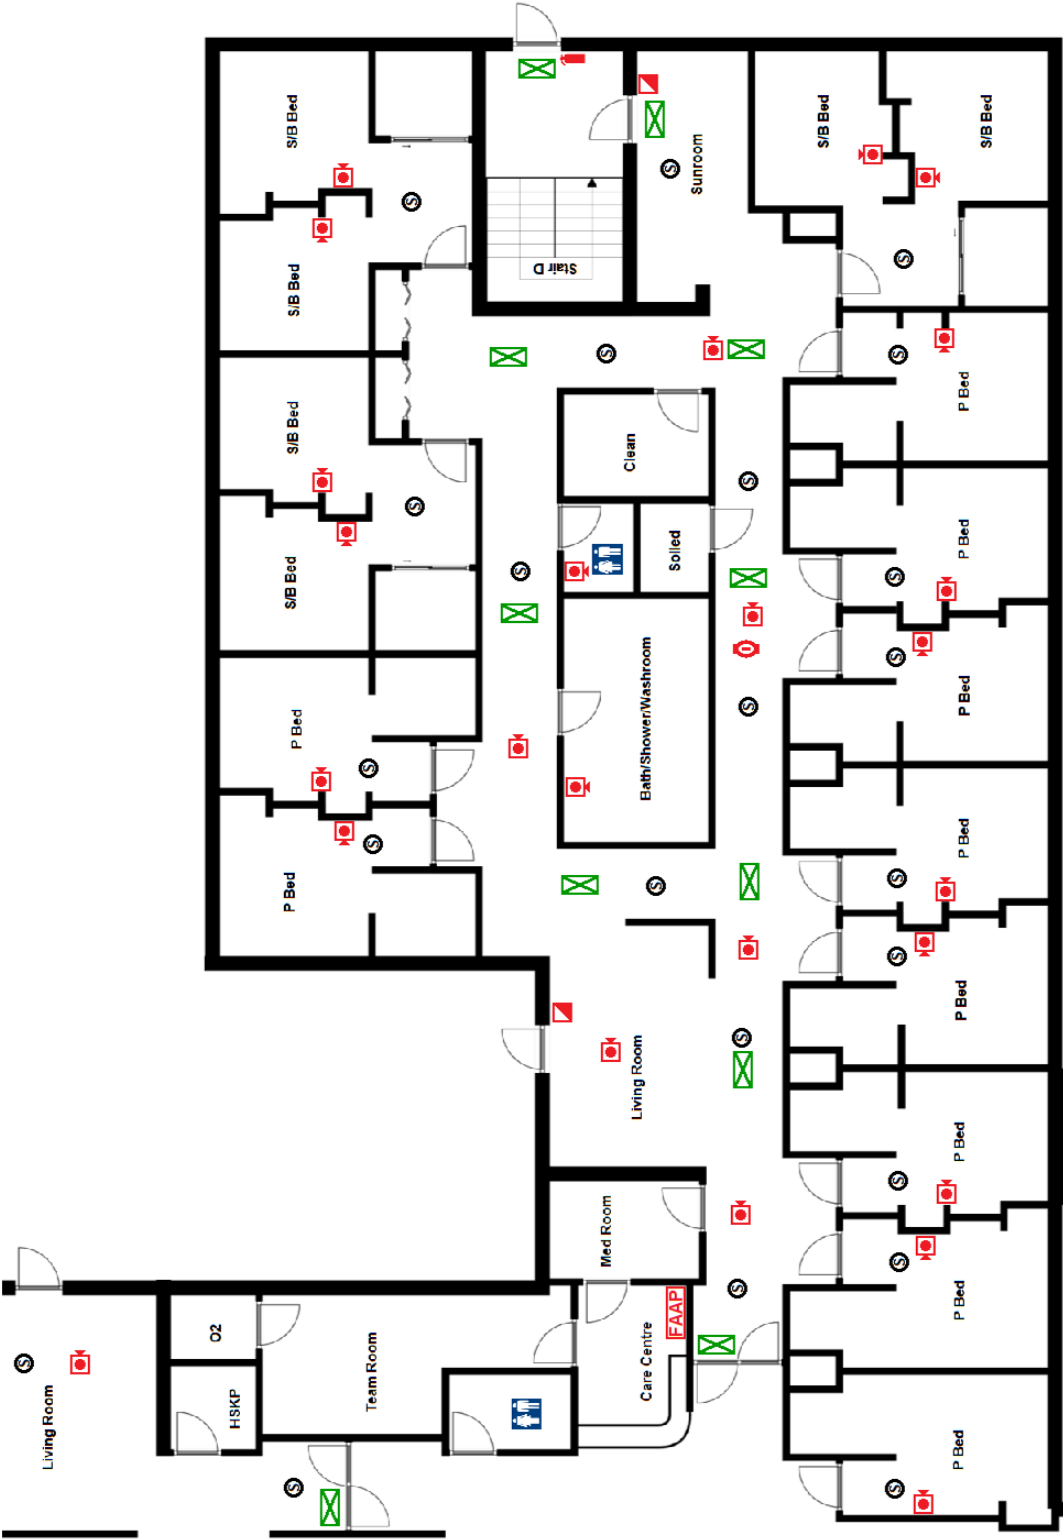 S/B Bed
S/B Bed
S/B Bed
Sunroom
S
S
S/B Bed
Stair D
S
S
S
P Bed
S/B Bed
Clean
S
S
P Bed
S/B Bed
Soiled
S
S
S
P Bed
Bath/Shower/Washroom
S
P Bed
S
P Bed
S
P Bed
S
S
S
P Bed
Living Room
S
P Bed
S
Med Room
S
S
P Bed
FAAP
O2
Care Centre
Team Room
S
HSKP
Living Room
P Bed
S
S